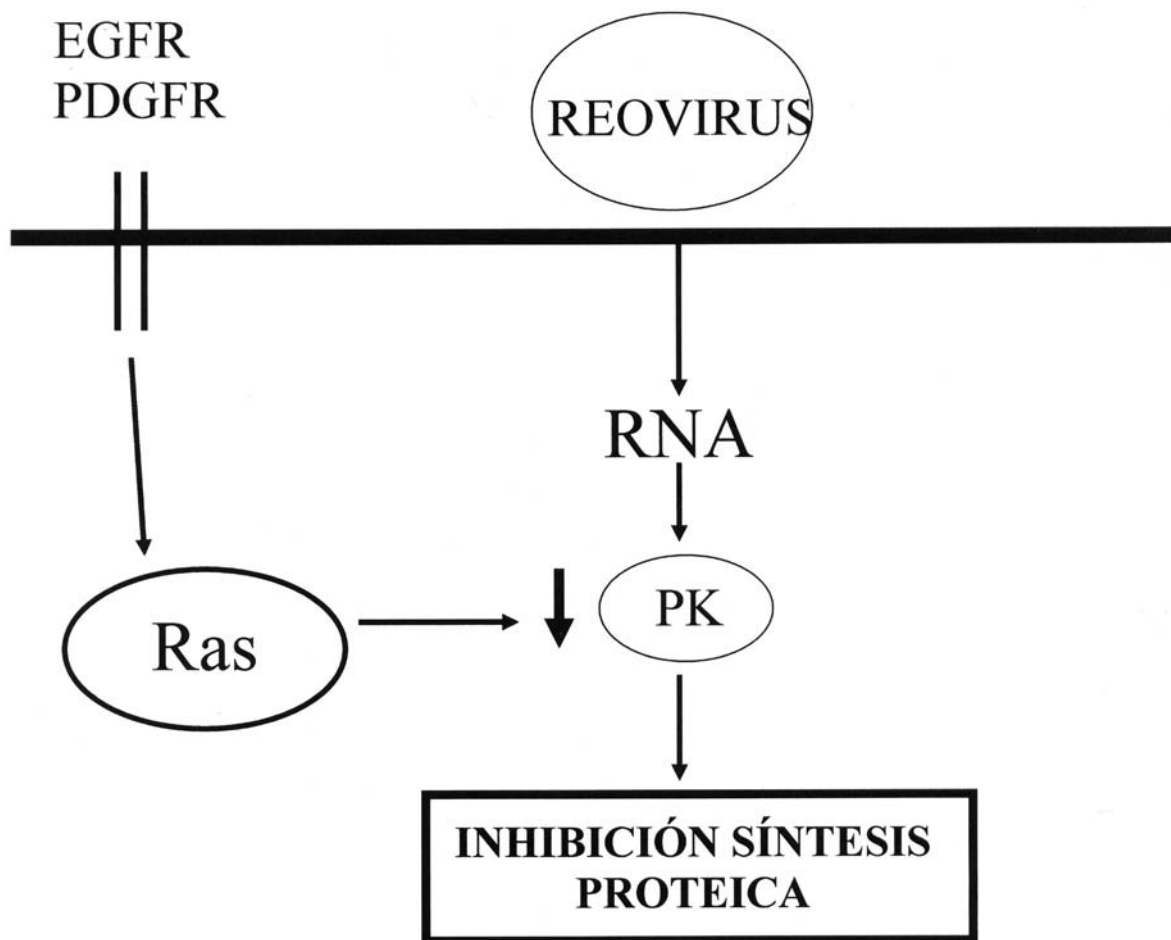 EGFR
PDGFR
REOVIRUS
RNA
Ras
PK
INHIBICIÓN SÍNTESIS
PROTEICA